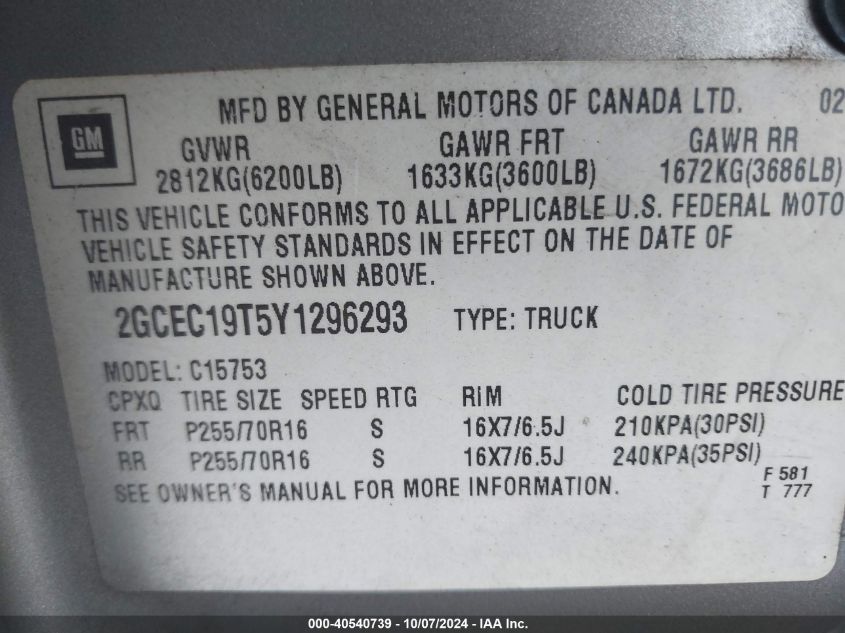 MFD BY GENERAL MOTORS OF CANADA LTD. 02
GM
GVWR GAWR FRT GAWR RR
2812KG(6200LB) 1633KG(3600LB) 1672KG(3686LB)
THIS VEHICLE CONFORMS TO ALL APPLICABLE U.S. FEDERAL MOTO
VEHICLE SAFETY STANDARDS IN EFFECT ON THE DATE OF
MANUFACTURE SHOWN ABOVE.
2GCEC19T5Y1296293 TYPE: TRUCK
MODEL: C15753
CPXQ TIRE SIZE SPEED RTG RIM COLD TIRE PRESSURE
FRT P255/70R16 S 16X7/6.5J 210KPA(30PSI)
RR P255/70R16 S 16X7/6.5J 240KPA(35PSI)
SEE OWNER'S MANUAL FOR MORE INFORMATION.
F 581
T 777
000-40540739 - 10/07/2024 - IAA Inc.